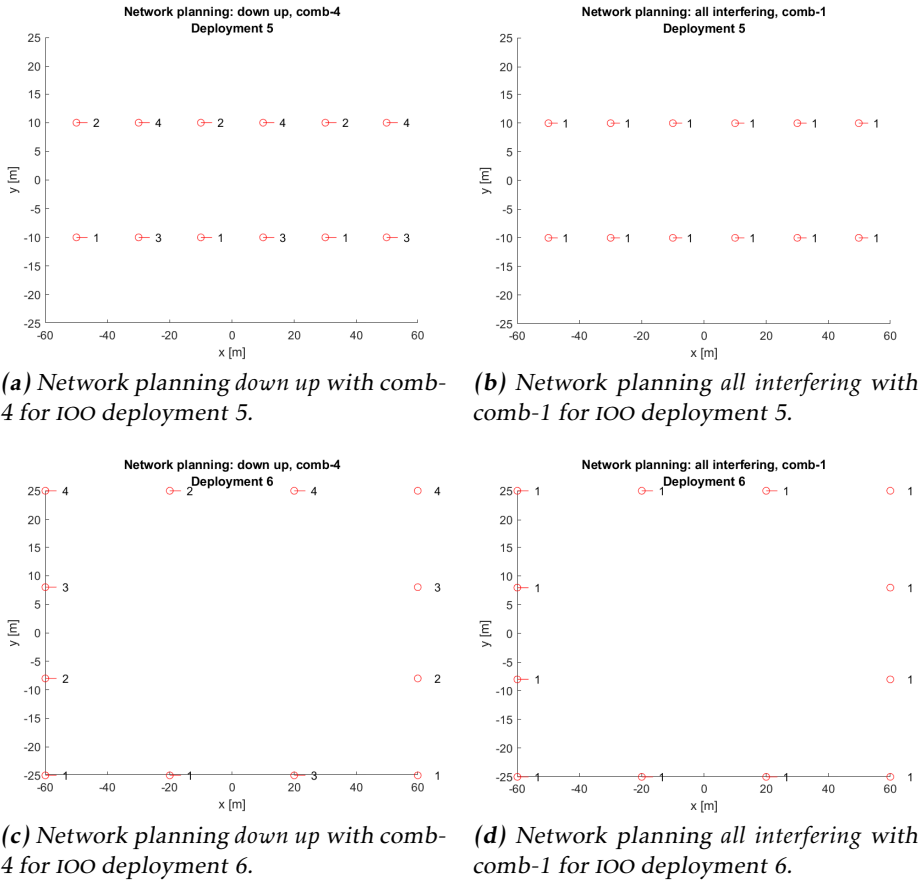 Network planning: down up, comb-4
Deployment 5
25
20
15
10
5
0
-5
-10
-15
-20
-25
y [m]
2 4 2 4 2 4
1 3 1 3 1 3
-60 -40 -20 0 20 40 60
x [m]
(a) Network planning down up with comb-
4 for IOO deployment 5.
Network planning: all interfering, comb-1
Deployment 5
25
20
15
10
5
0
-5
-10
-15
-20
-25
y [m]
1 1 1 1 1 1
1 1 1 1 1 1
-60 -40 -20 0 20 40 60
x [m]
(b) Network planning all interfering with
comb-1 for IOO deployment 5.
Network planning: down up, comb-4
Deployment 6
25
20
15
10
5
0
-5
-10
-15
-20
-25
y [m]
4 2 4 4
3 3
2 2
1 1 3 1
-60 -40 -20 0 20 40 60
x [m]
(c) Network planning down up with comb-
4 for IOO deployment 6.
Network planning: all interfering, comb-1
Deployment 6
25
20
15
10
5
0
-5
-10
-15
-20
-25
y [m]
1 1 1 1
1 1
1 1
1 1 1 1
-60 -40 -20 0 20 40 60
x [m]
(d) Network planning all interfering with
comb-1 for IOO deployment 6.